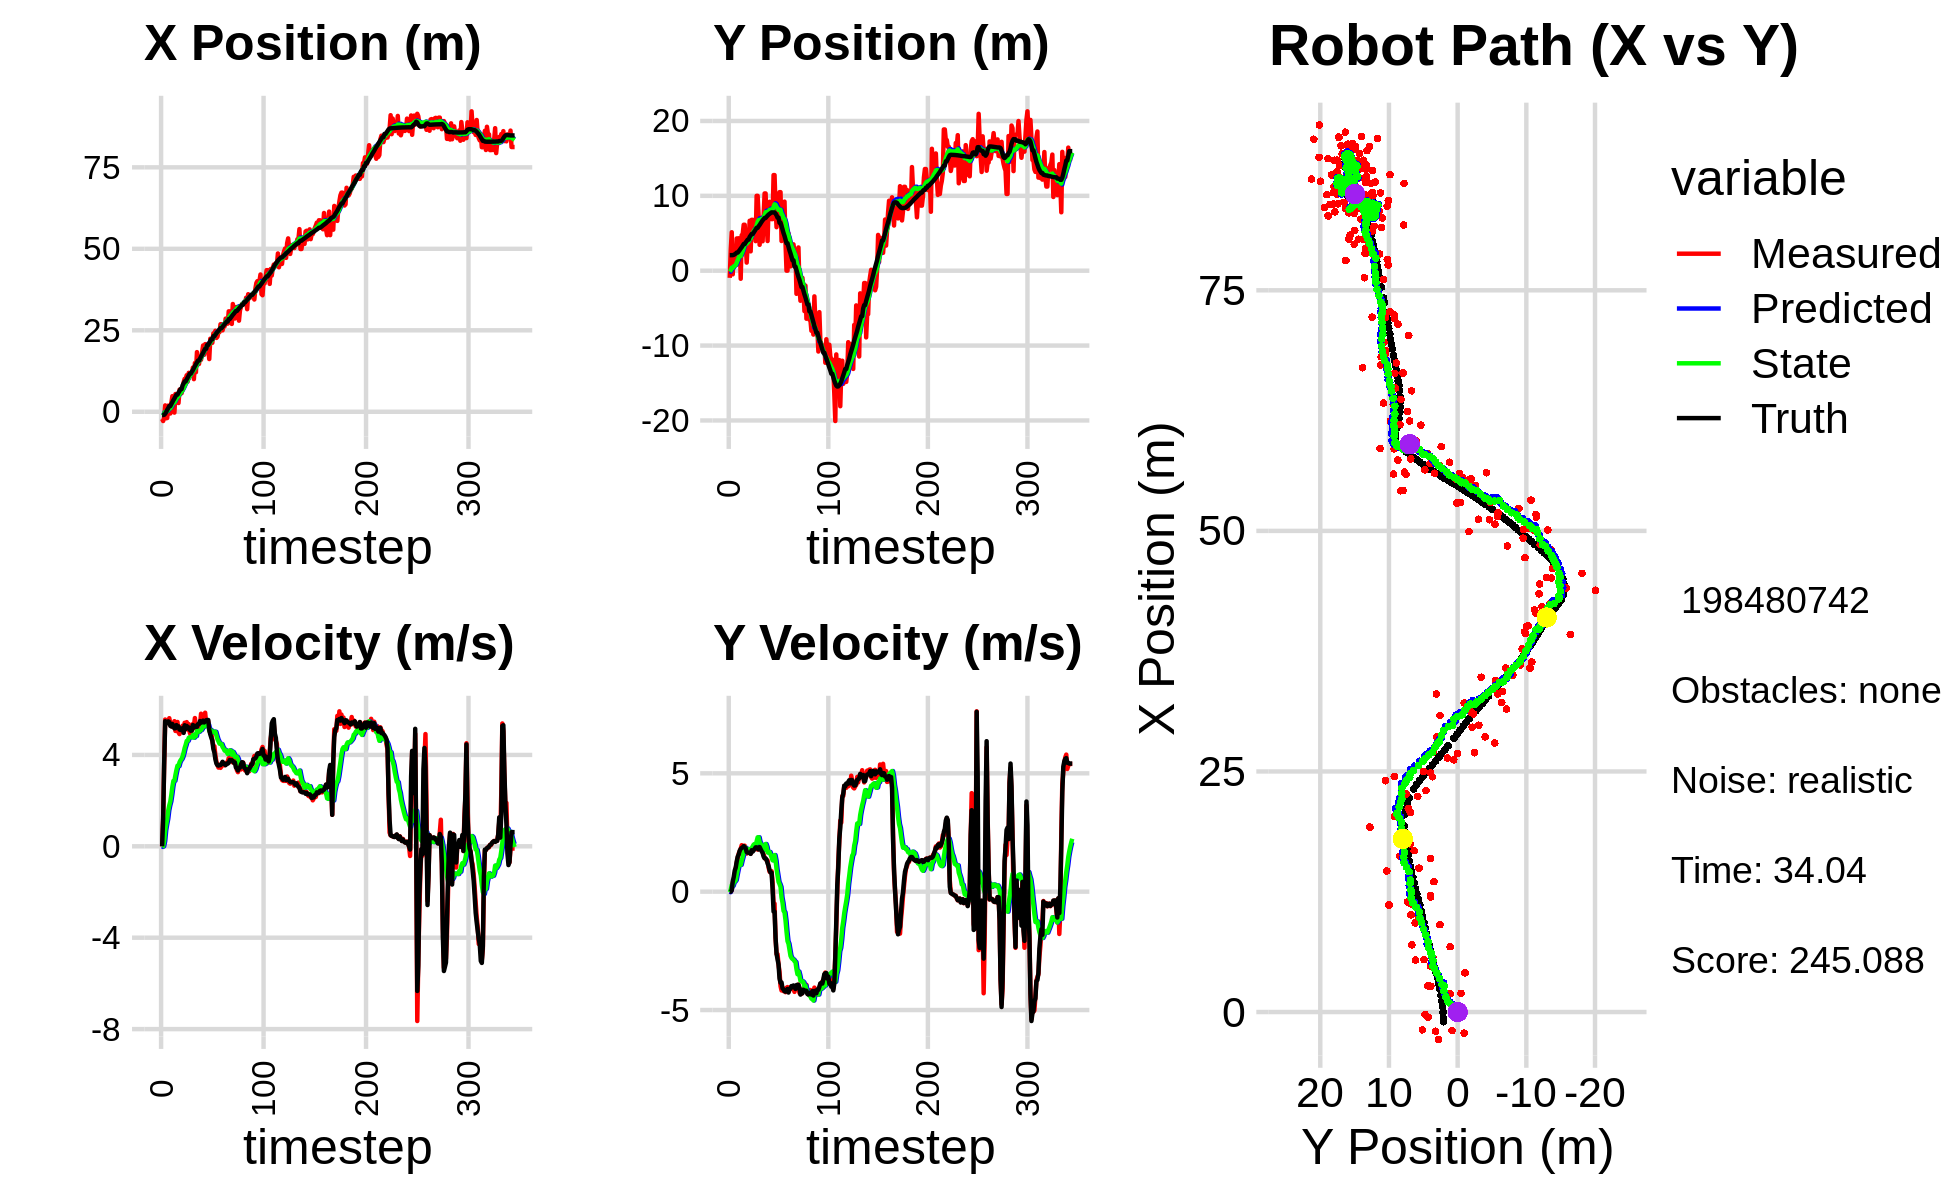 X Position (m)
75
50
25
0
0
100
200
300
timestep
Y Position (m)
20
10
0
-10
-20
0
100
200
300
timestep
X Velocity (m/s)
4
0
-4
-8
0
100
200
300
timestep
Y Velocity (m/s)
5
0
-5
0
100
200
300
timestep
Robot Path (X vs Y)
X Position (m)
75
50
25
0
20 10 0 -10 -20
Y Position (m)
variable
Measured
Predicted
State
Truth
198480742
Obstacles: none
Noise: realistic
Time: 34.04
Score: 245.088